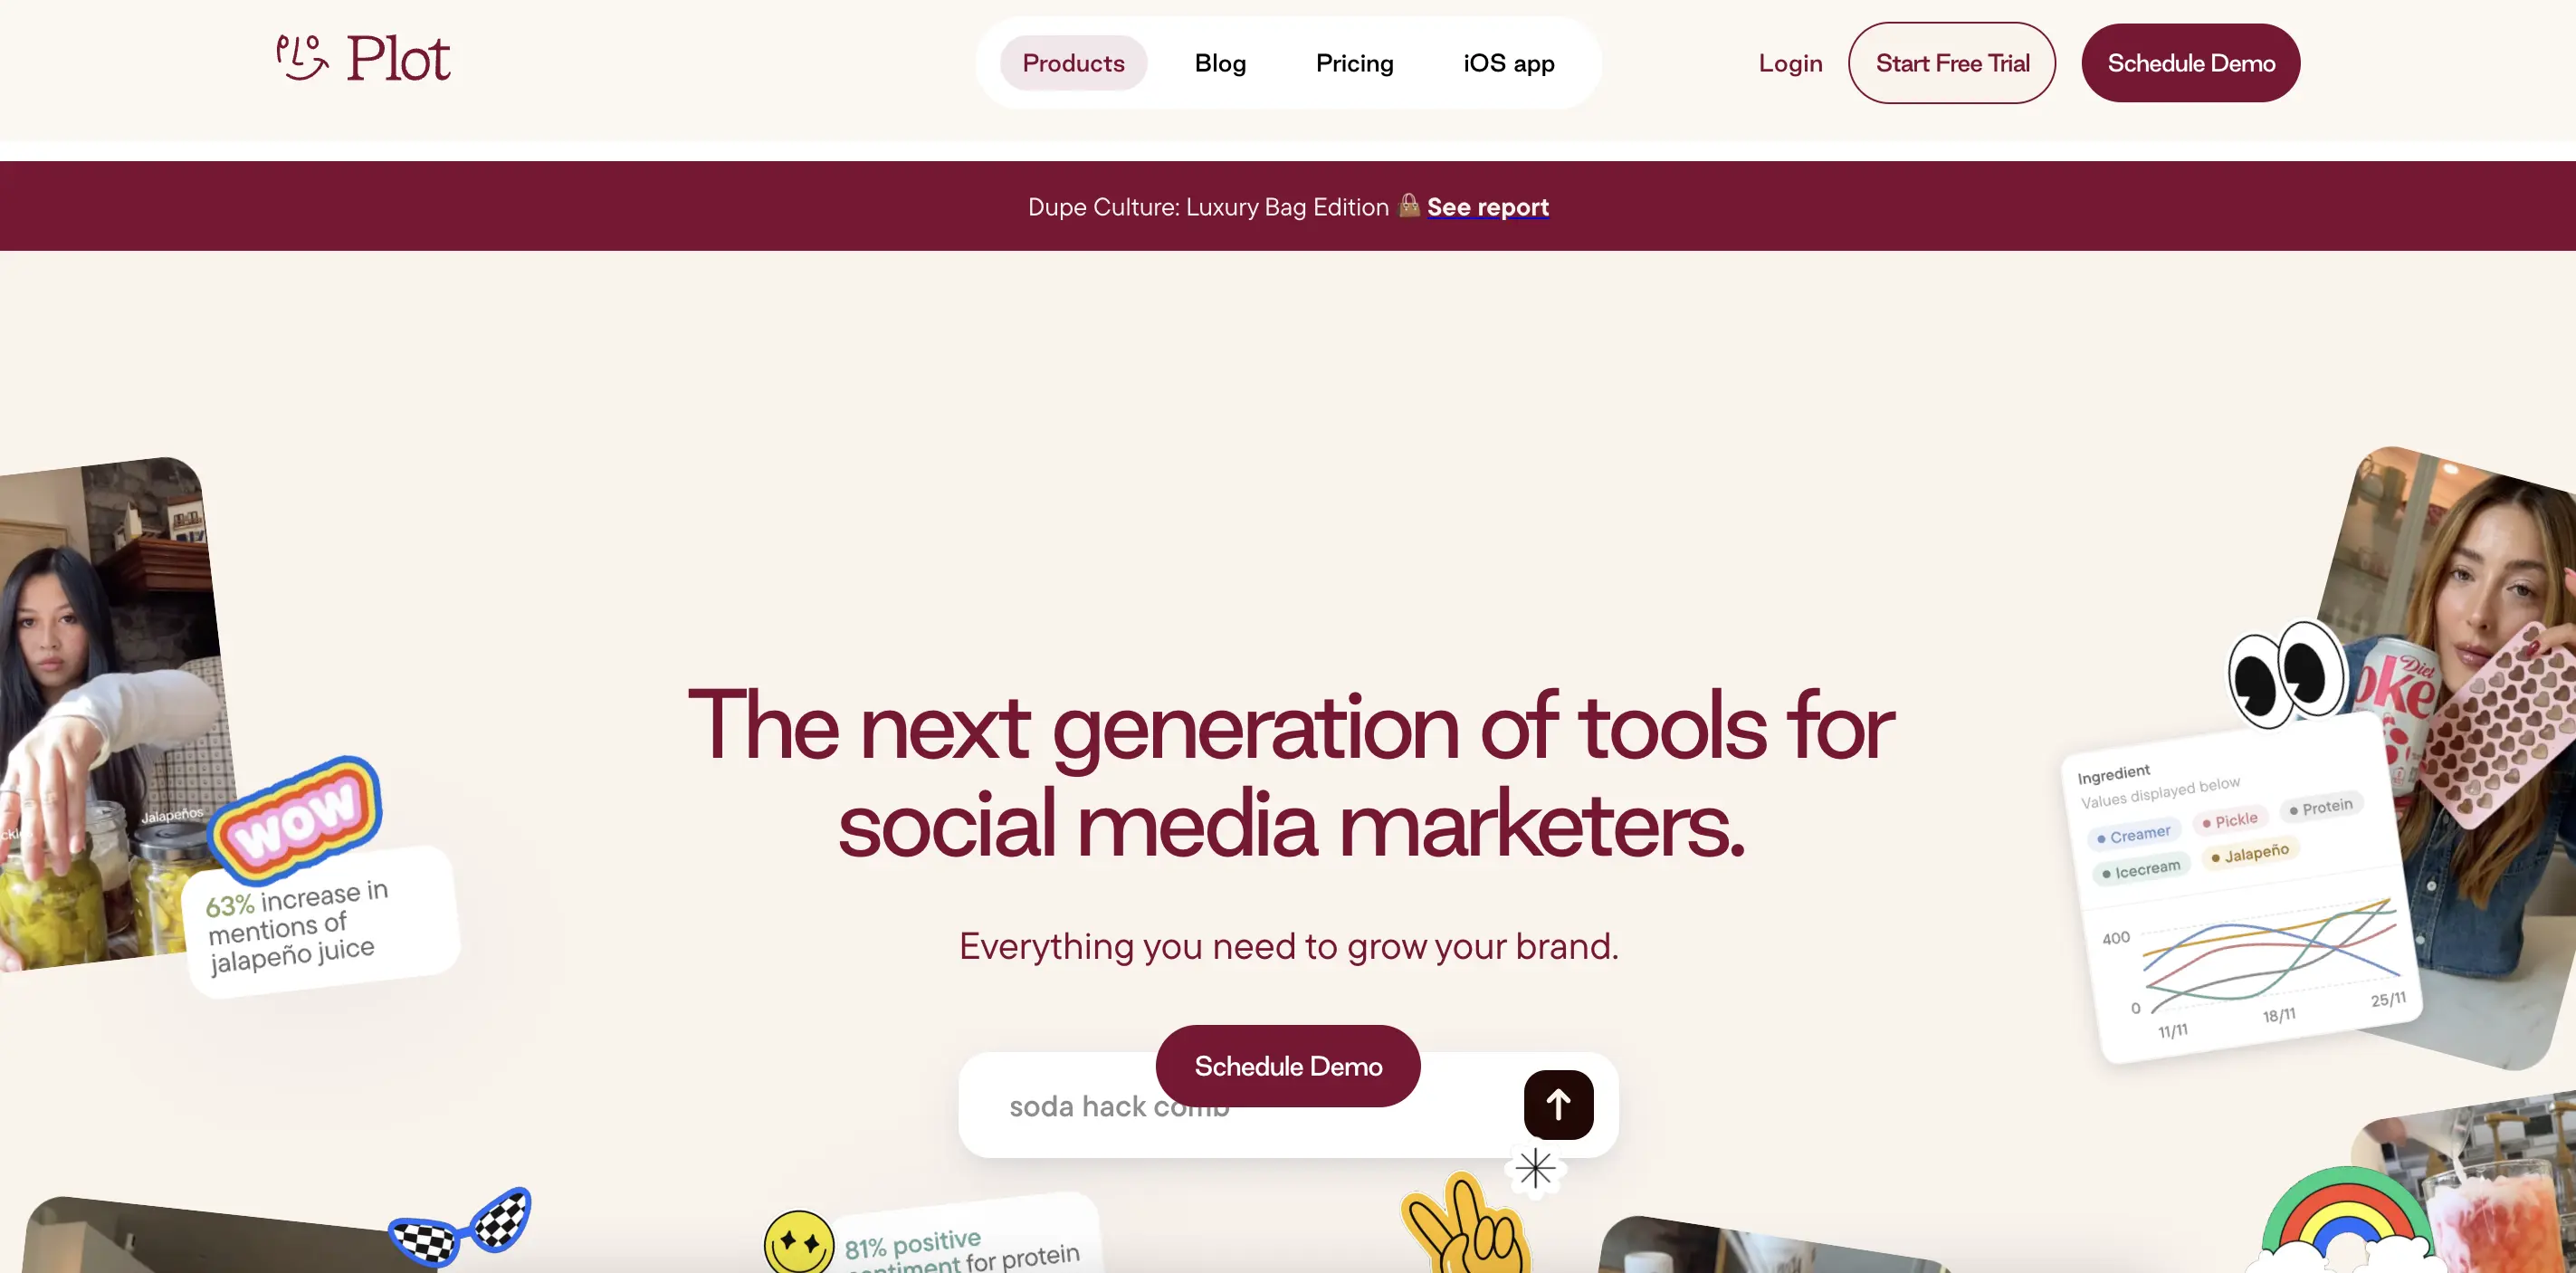 Plot
Products
Blog
Pricing
iOS app
Login
Start Free Trial
Schedule Demo
Dupe Culture: Luxury Bag Edition 👜 See report
The next generation of tools for
social media marketers.
Everything you need to grow your brand.
Schedule Demo
soda hack comb
Jalapeños
WOW
63% increase in
mentions of
jalapeño juice
Diet
Ingredient
Values displayed below
Creamer
Pickle
Protein
Icecream
Jalapeño
400
0
11/11
18/11
25/11
81% positive
sentiment for protein